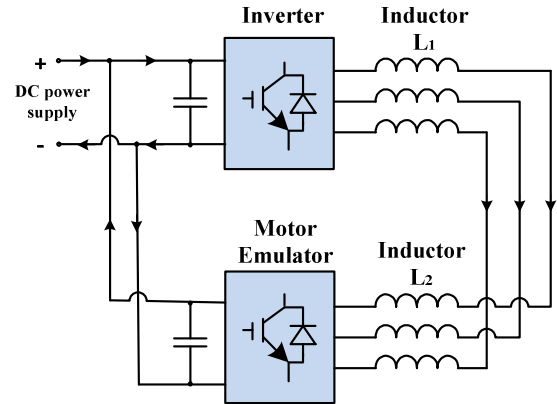 Inverter
Inductor
L1
+
DC power
supply
-
Motor
Emulator
Inductor
L2